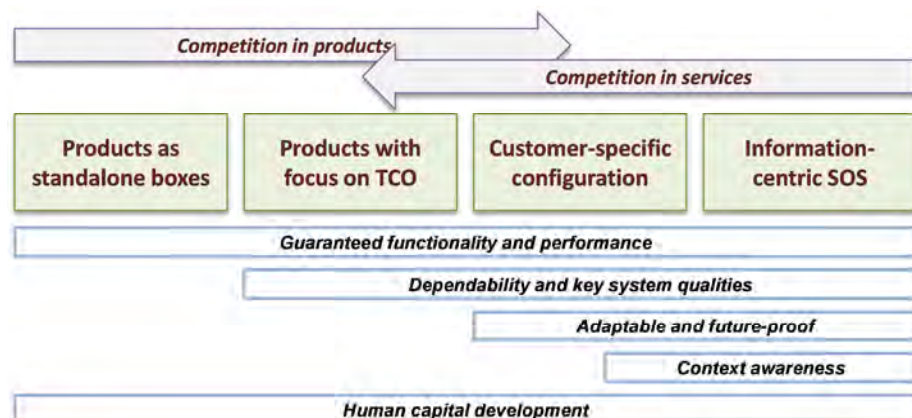 Competition in products
Competition in services
Products as
standalone boxes
Products with
focus on TCO
Customer-specific
configuration
Information-
centric SOS
Guaranteed functionality and performance
Dependability and key system qualities
Adaptable and future-proof
Context awareness
Human capital development